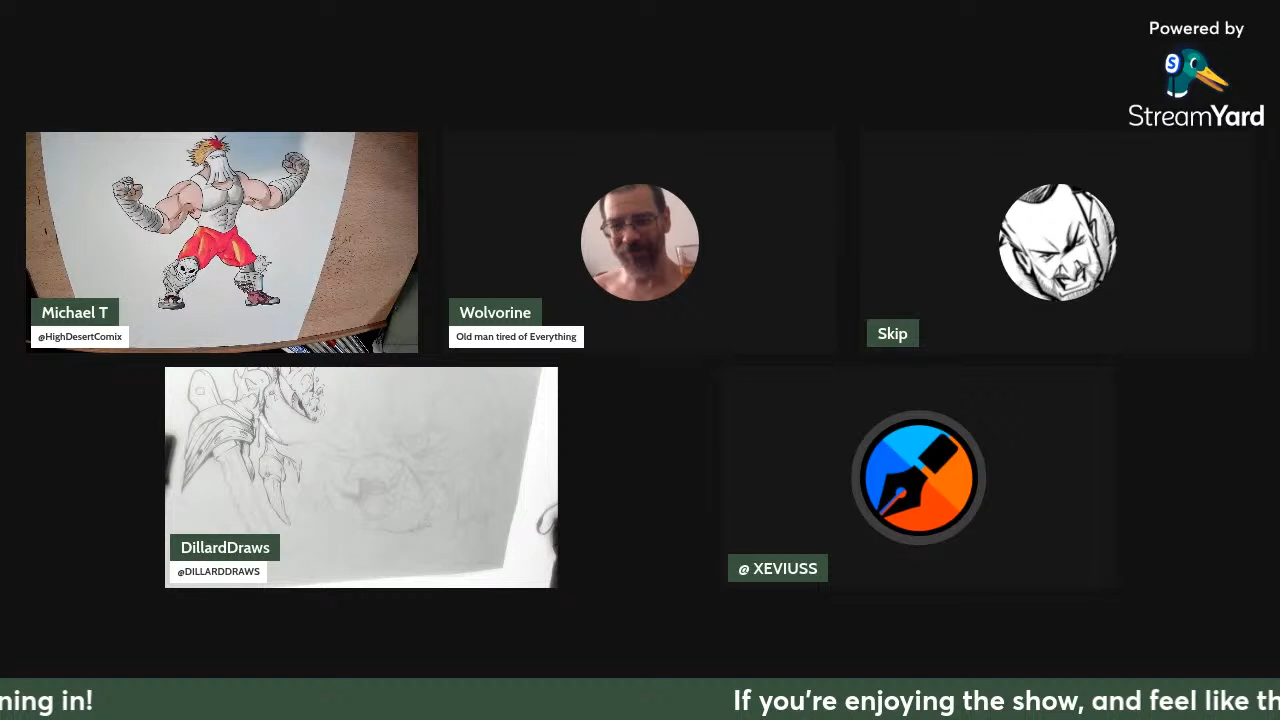 Powered by
StreamYard
Michael T
@HighDesertComix
Wolvorine
Old man tired of Everything
Skip
DillardDraws
@DILLARDDRAWS
@ XEVIUSS
ning in!
If you're enjoying the show, and feel like th